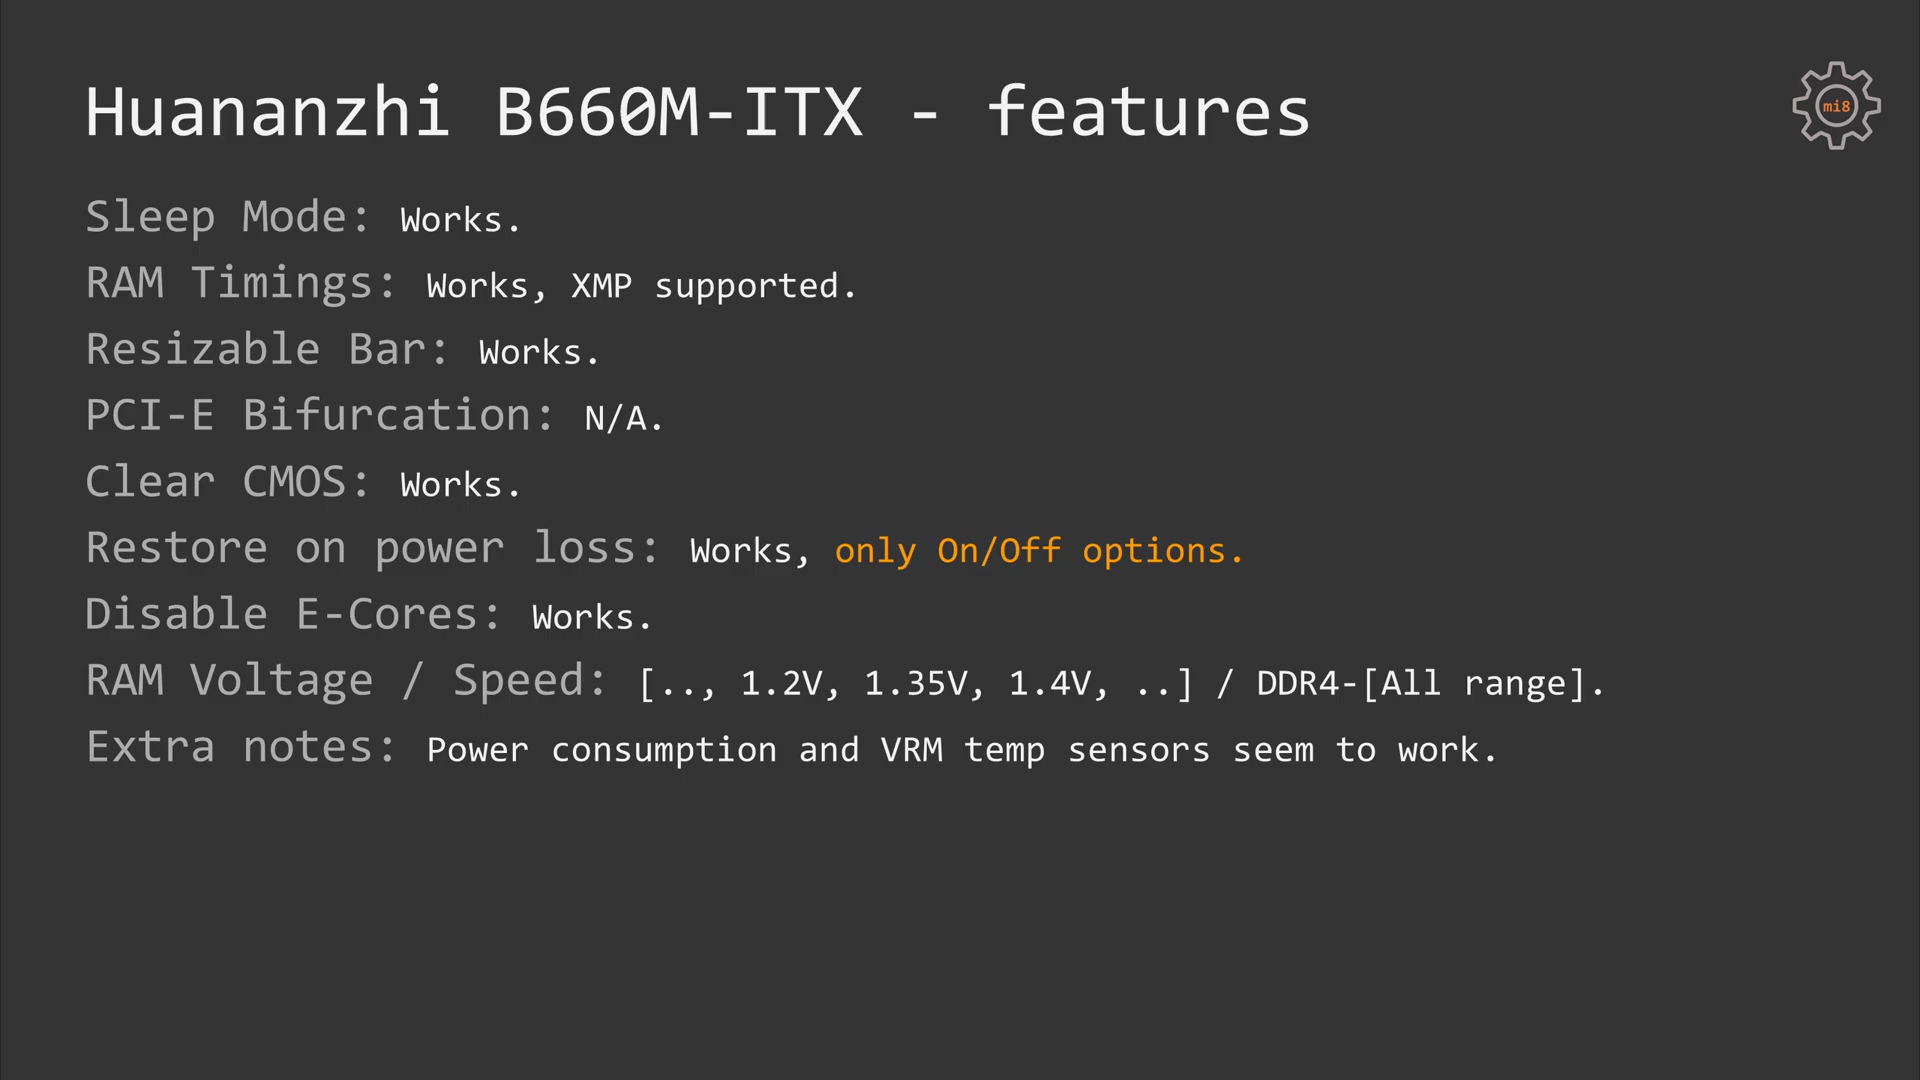 Huananzhi B660M-ITX - features
mi8
Sleep Mode: Works.
RAM Timings: Works, XMP supported.
Resizable Bar: Works.
PCI-E Bifurcation: N/A.
Clear CMOS: Works.
Restore on power loss: Works, only On/Off options.
Disable E-Cores: Works.
RAM Voltage / Speed: [.., 1.2V, 1.35V, 1.4V, ..] / DDR4-[All range].
Extra notes: Power consumption and VRM temp sensors seem to work.